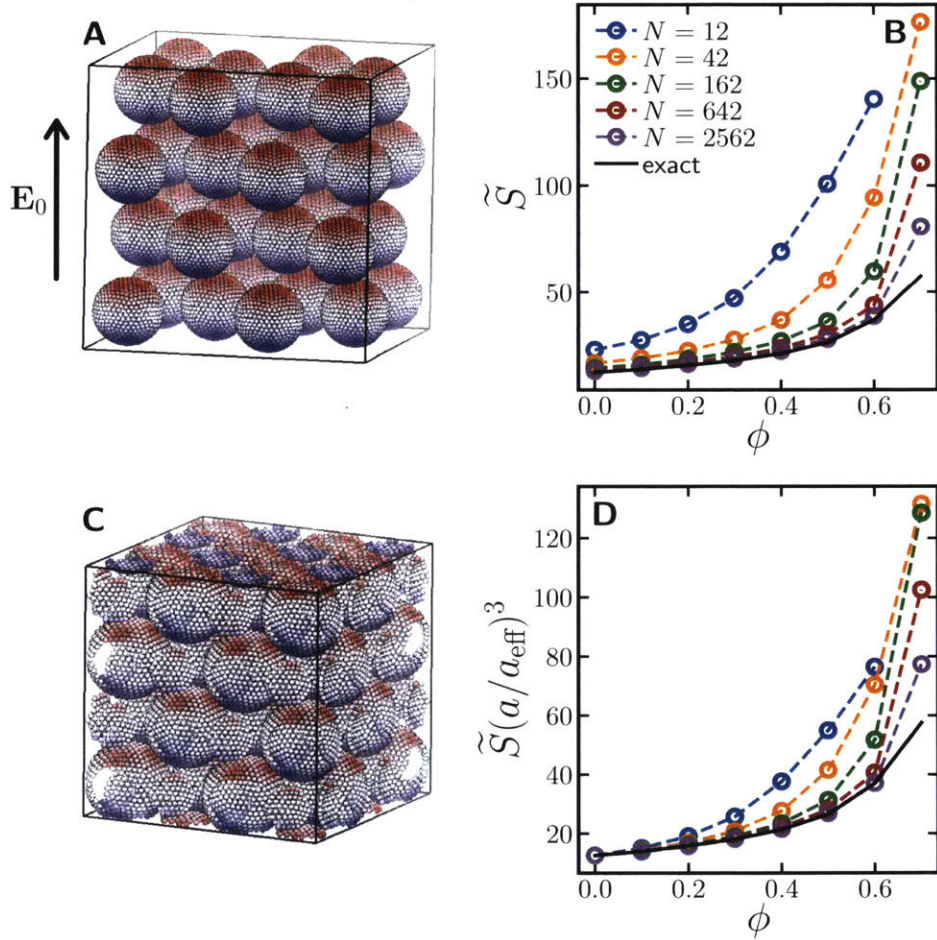 A
E₀
B
N = 12
N = 42
N = 162
N = 642
N = 2562
exact
150
100
50
S̃
0.0 0.2 0.4 0.6
ϕ
C
D
120
100
80
60
40
20
S̃(a/a_eff)³
0.0 0.2 0.4 0.6
ϕ